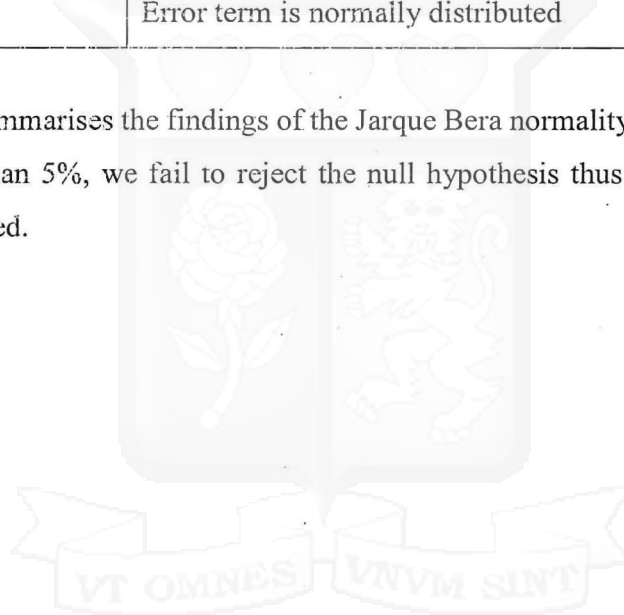 Error term is normally distributed
mmarises the findings of the Jarque Bera normality
an 5%, we fail to reject the null hypothesis thus
ed.
VT OMNES VNVM SINT